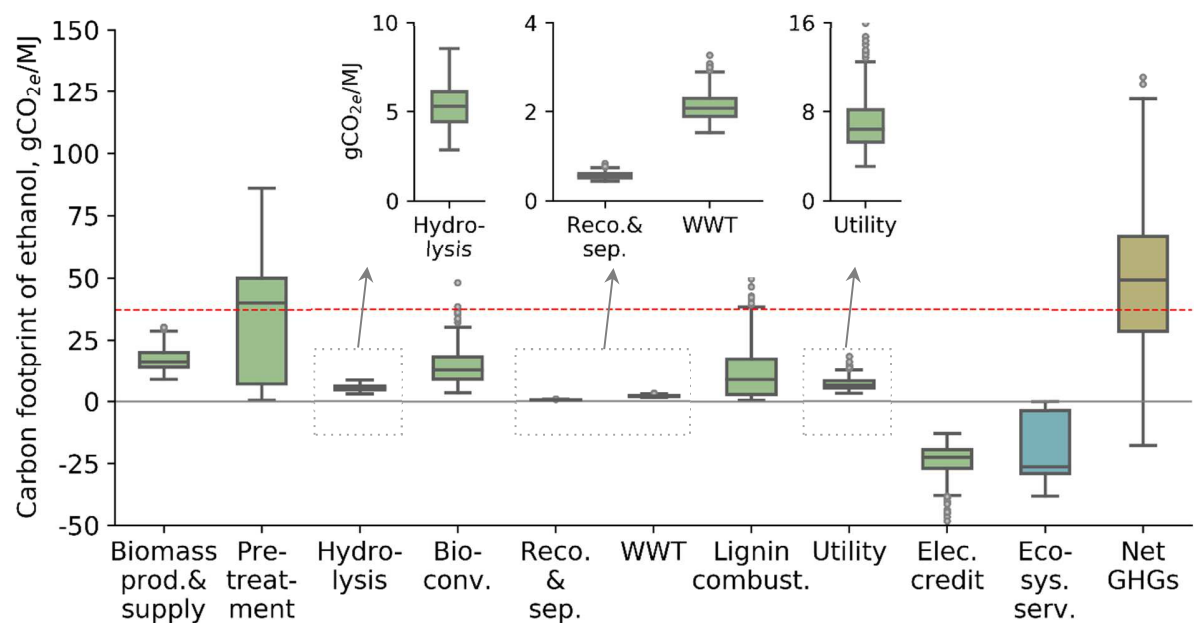 Carbon footprint of ethanol, gCO2e/MJ
150
125
100
75
50
25
0
-25
-50
gCO2e/MJ
10
5
0
Hydro-
lysis
4
2
0
Reco.&
sep.
WWT
16
8
0
Utility
Biomass
prod.&
supply
Pre-
treat-
ment
Hydro-
lysis
Bio-
conv.
Reco.
&
sep.
WWT
Lignin
combust.
Utility
Elec.
credit
Eco-
sys.
serv.
Net
GHGs